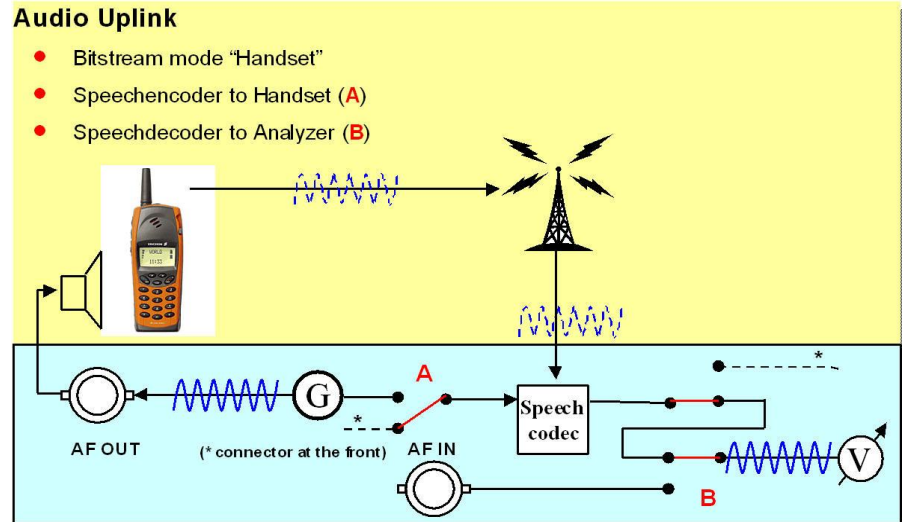 Audio Uplink
Bitstream mode “Handset”
Speechencoder to Handset (A)
Speechdecoder to Analyzer (B)
A
*
*
G
Speech
codec
AF OUT
(* connector at the front)
AF IN
B
V